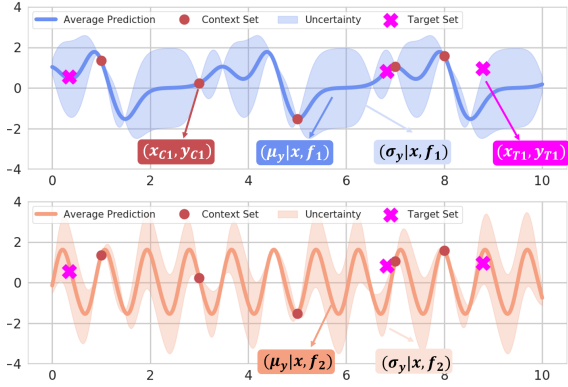 Average Prediction Context Set Uncertainty Target Set
4
2
0
−2
−4
(x_{C1}, y_{C1}) (μ_y|x, f_1) (σ_y|x, f_1) (x_{T1}, y_{T1})
0 2 4 6 8 10
Average Prediction Context Set Uncertainty Target Set
4
2
0
−2
−4
(μ_y|x, f_2) (σ_y|x, f_2)
0 2 4 6 8 10